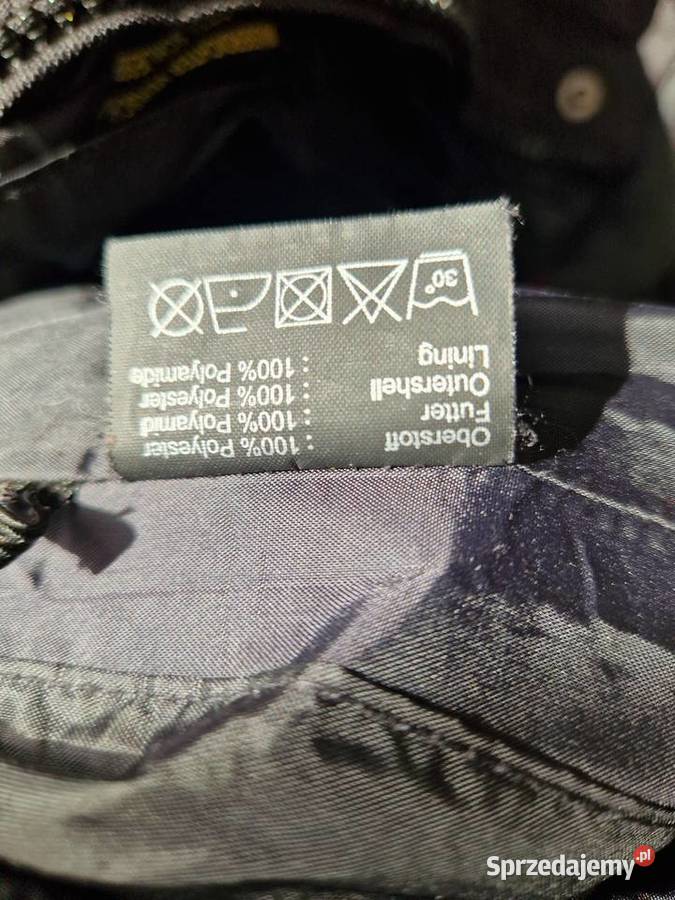 Oberstoff : 100% Polyester
Futter : 100% Polyamid
Outershell : 100% Polyester
Lining : 100% Polyamide
30°
Sprzedajemy.pl